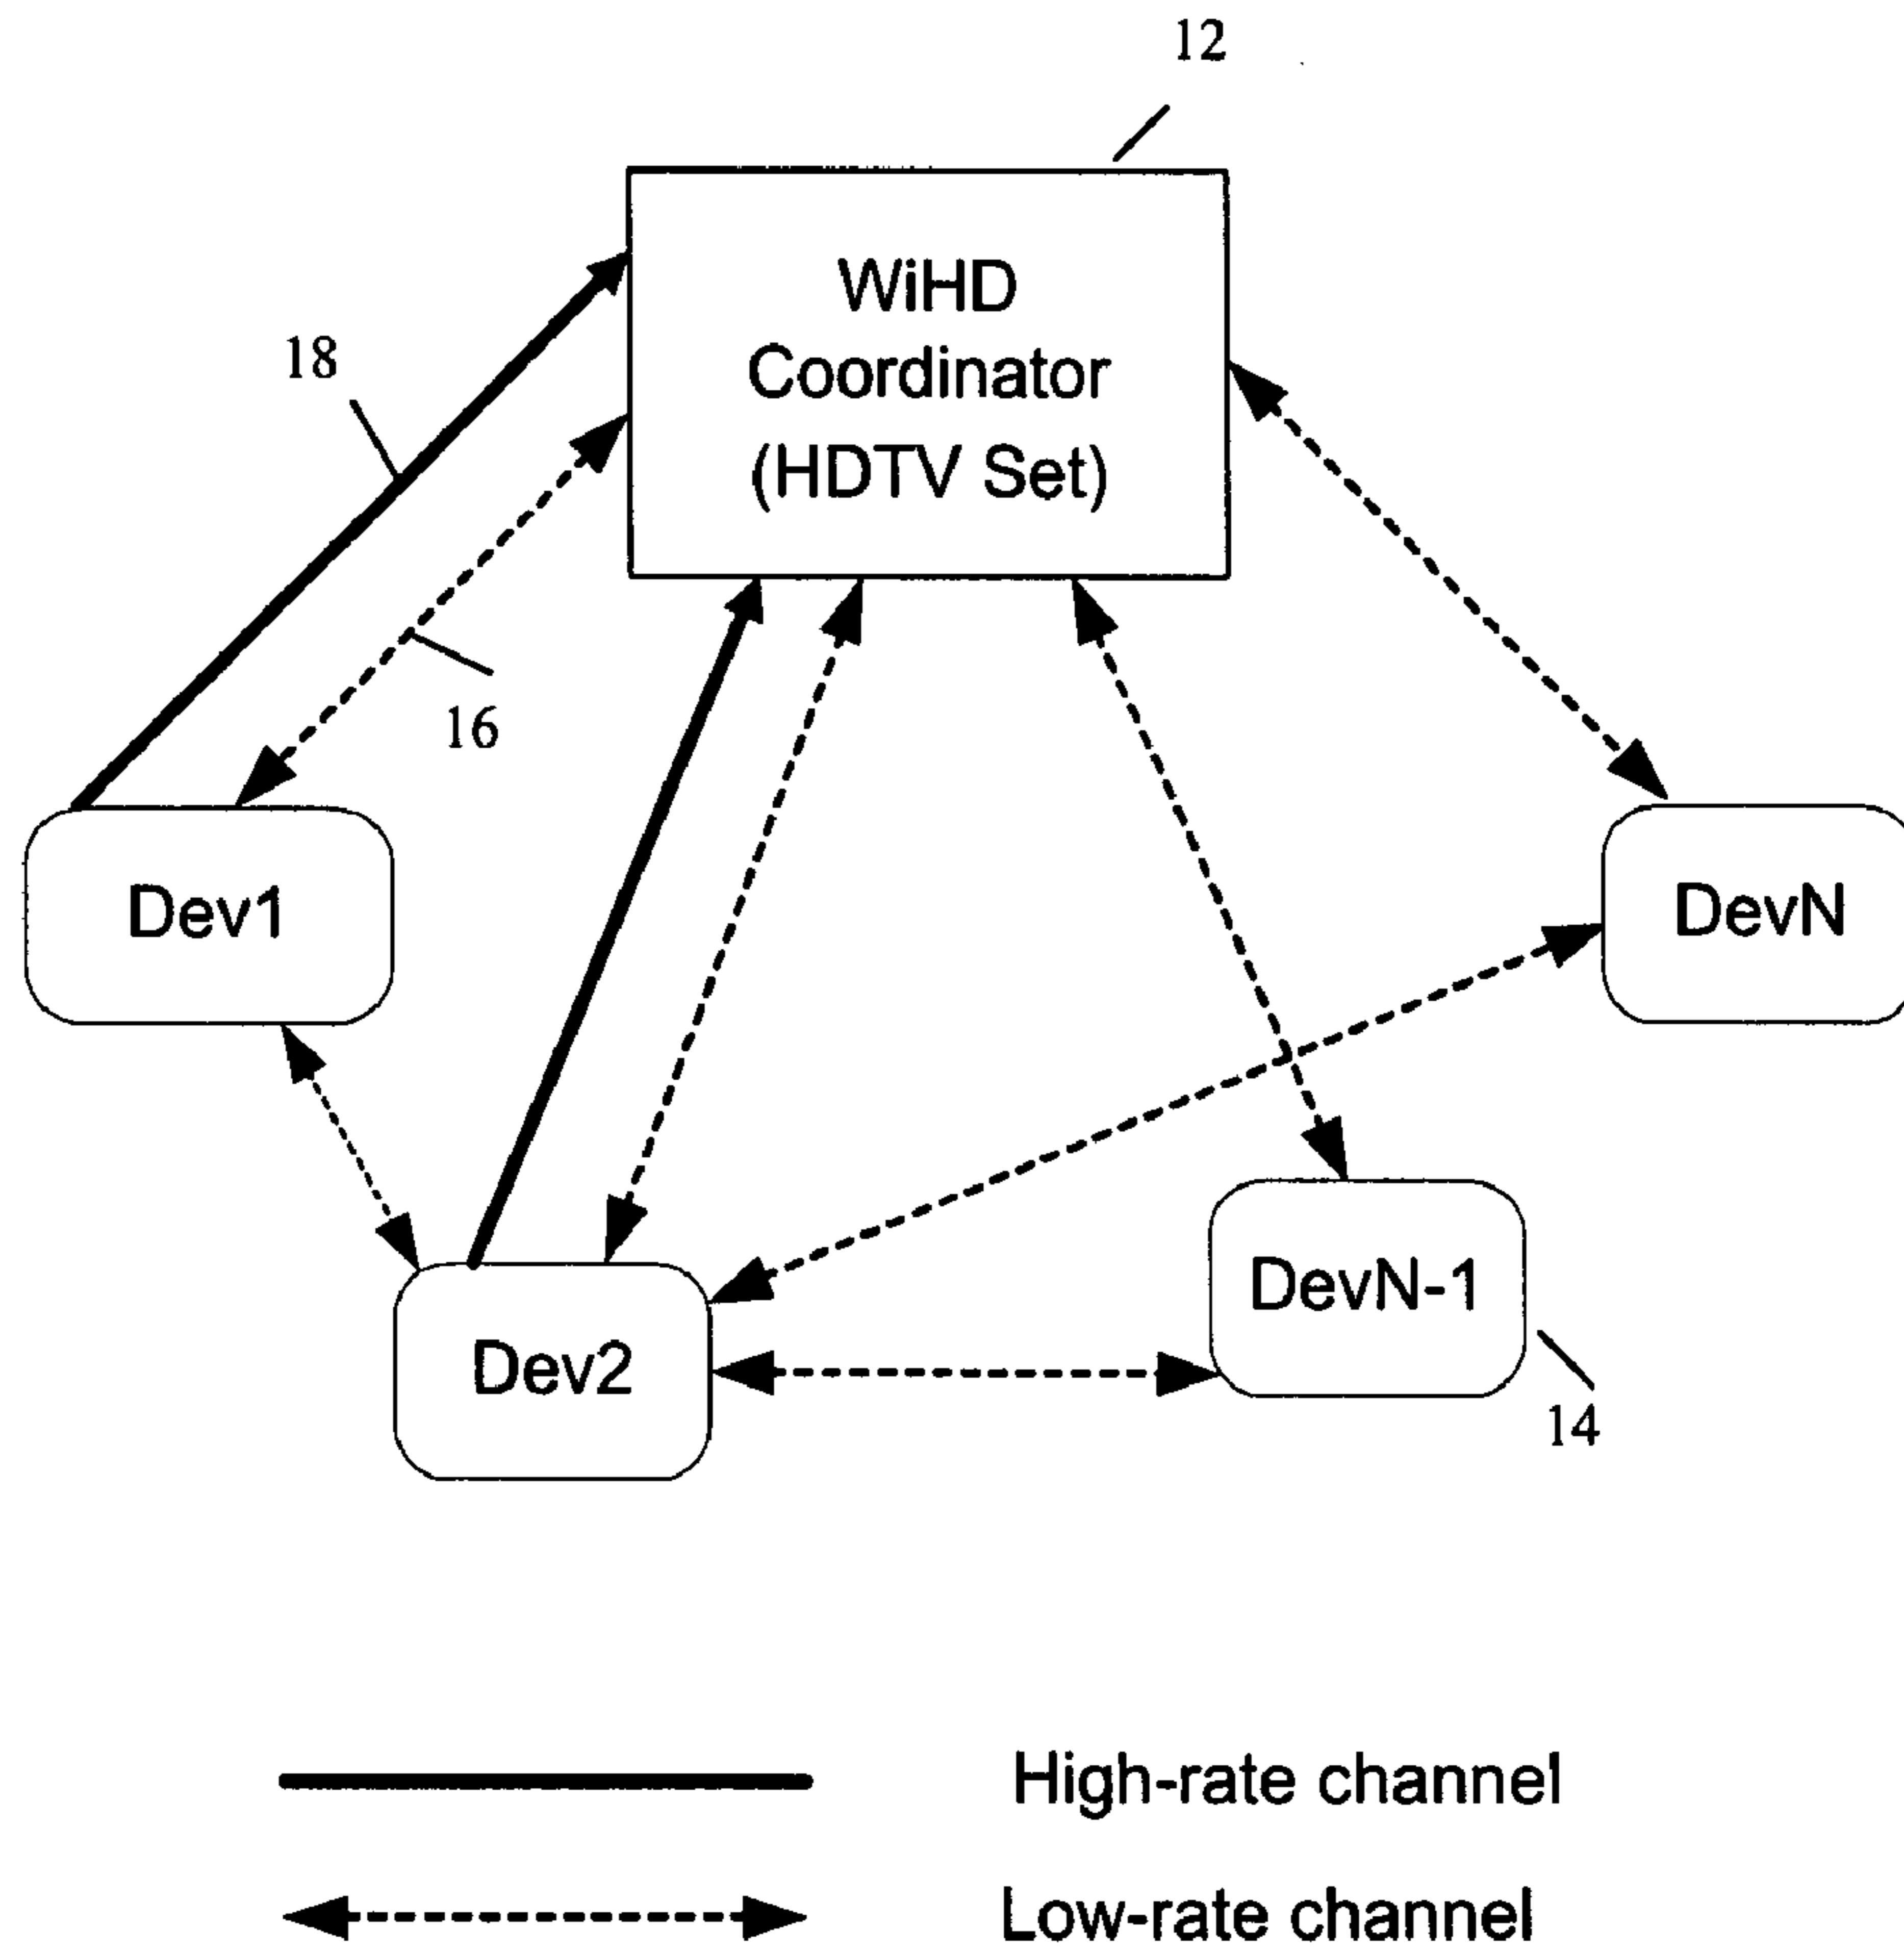 12
WiHD
Coordinator
(HDTV Set)
18
16
Dev1
DevN
DevN-1
Dev2
14
High-rate channel
Low-rate channel